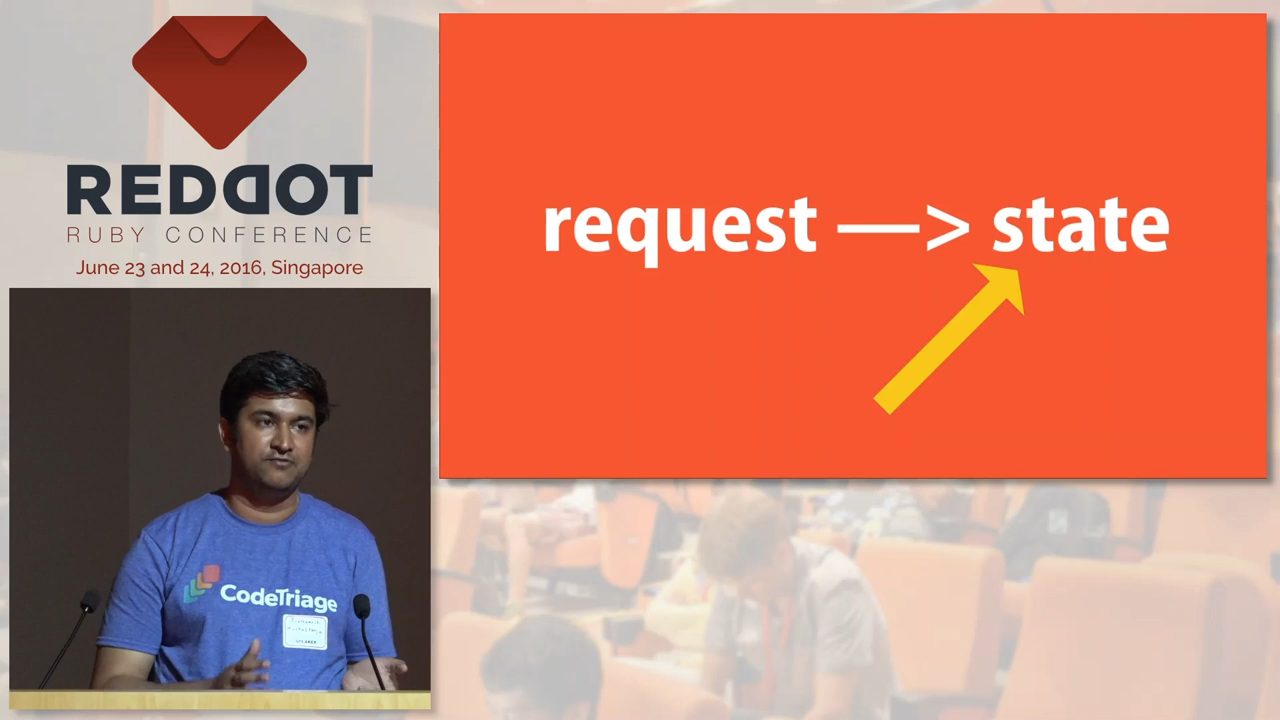 REDDOT
RUBY CONFERENCE
June 23 and 24, 2016, Singapore
request —> state
CodeTriage